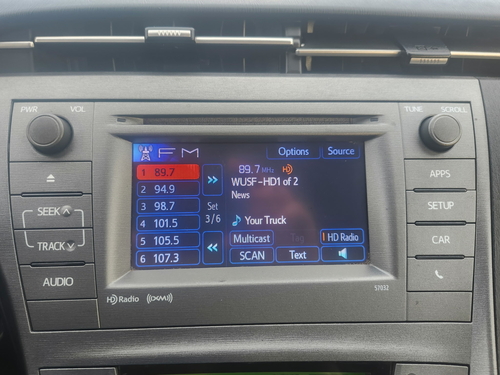 PWR VOL
TUNE SCROLL
FM
Options Source
1 89.7
2 94.9
3 98.7
4 101.5
5 105.5
6 107.3
Set
3/6
89.7 MHz
WUSF-HD1 of 2
News
Your Truck
Multicast Tag HD Radio
SCAN Text
SEEK
TRACK
AUDIO
APPS
SETUP
CAR
HD Radio ((XM))
57032